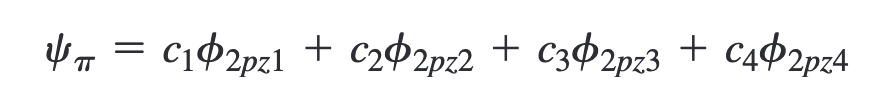 ψπ = c1ϕ2pz1 + c2ϕ2pz2 + c3ϕ2pz3 + c4ϕ2pz4